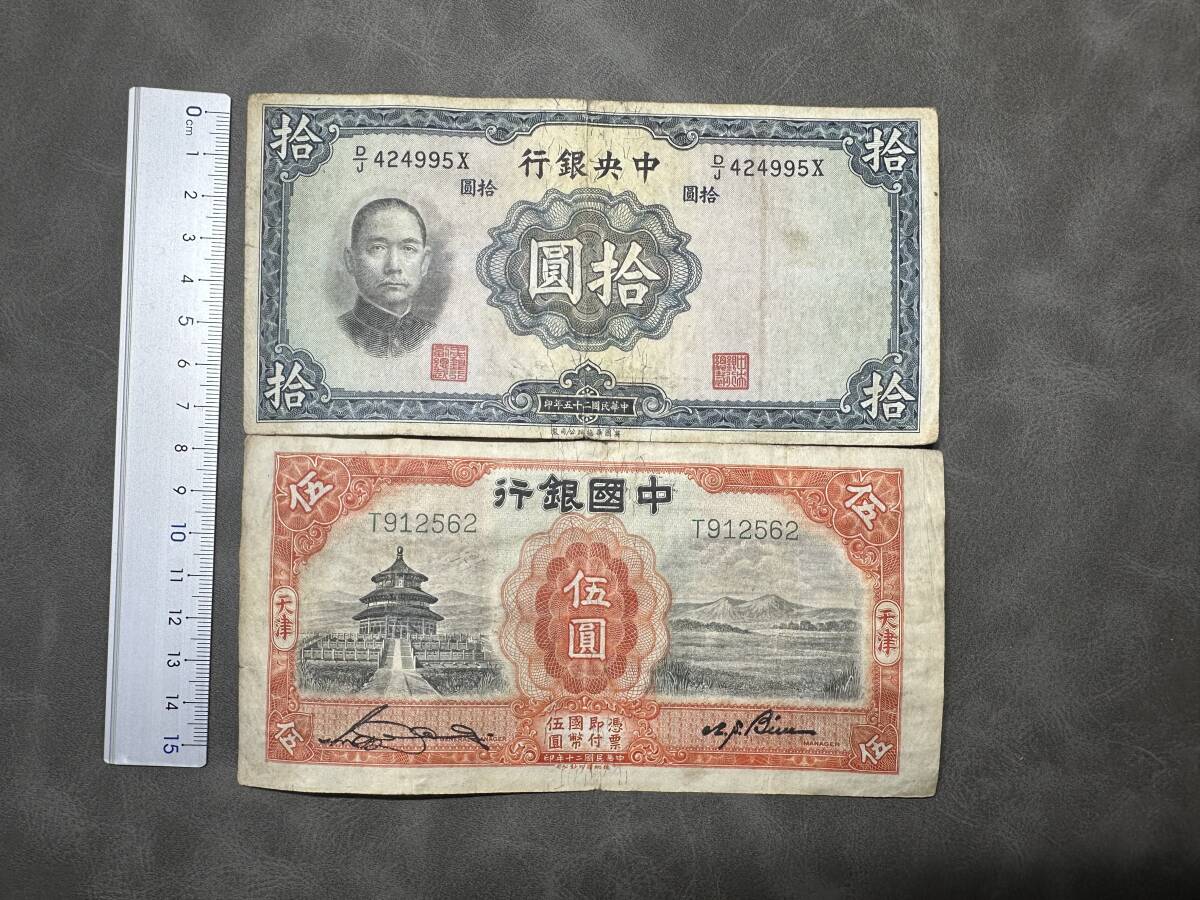 0
cm
1
2
3
4
5
6
7
8
9
10
11
12
13
14
15
拾
拾
D/J 424995X
中央銀行
D/J 424995X
拾圓
拾圓
拾圓
拾
拾
中華民國二十五年印
伍
伍
中國銀行
T912562
T912562
伍圓
天津
天津
憑票
即付
國幣
伍圓
MANAGER
MANAGER
伍
伍
中華民國二十年印